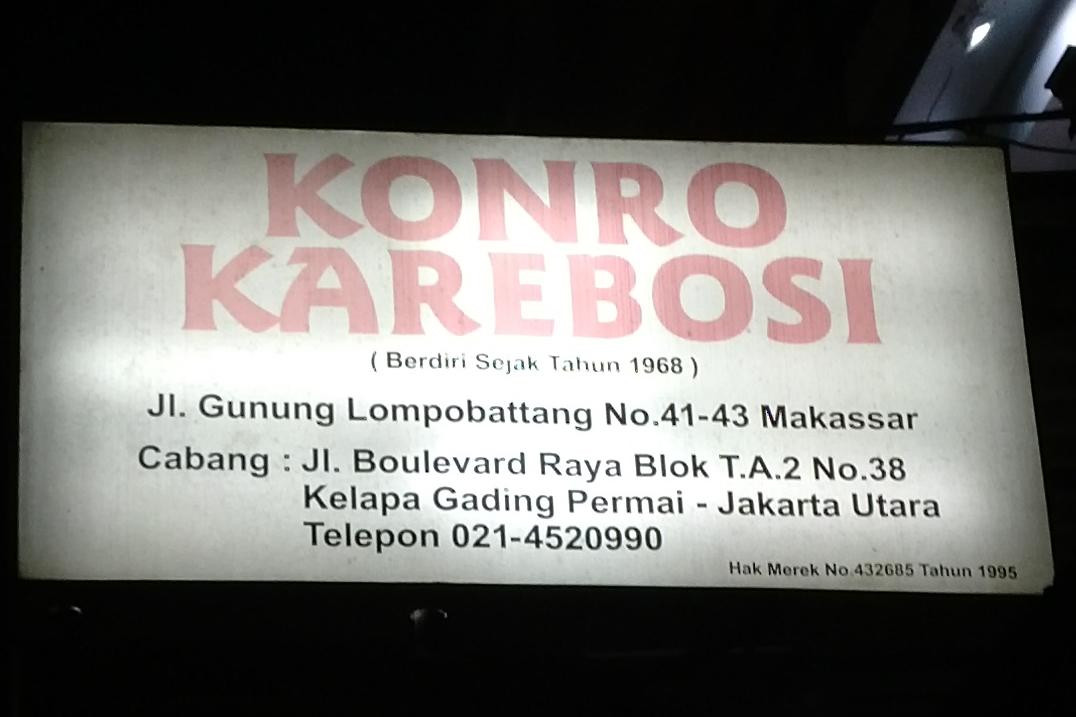 KONRO
KAREBOSI
( Berdiri Sejak Tahun 1968 )
Jl. Gunung Lompobattang No.41-43 Makassar
Cabang : Jl. Boulevard Raya Blok T.A.2 No.38
Kelapa Gading Permai - Jakarta Utara
Telepon 021-4520990
Hak Merek No.432685 Tahun 1995